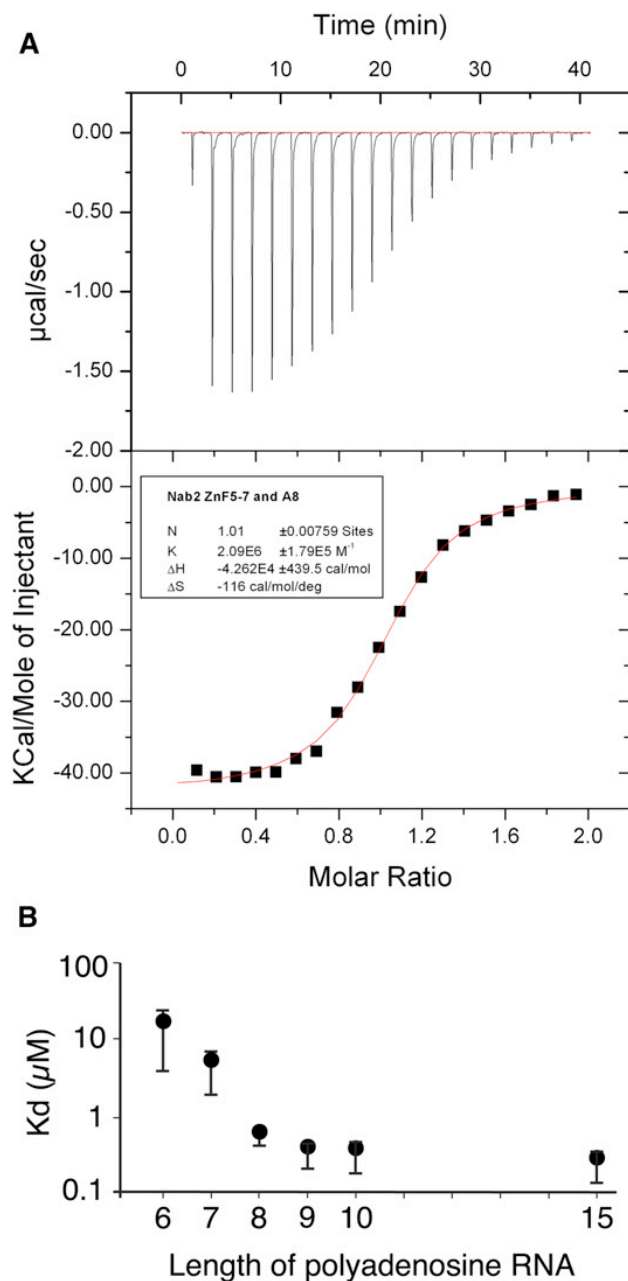 A
Time (min)
0 10 20 30 40
0.00
-0.50
-1.00
-1.50
-2.00
µcal/sec
0.00
-10.00
-20.00
-30.00
-40.00
KCal/Mole of Injectant
Nab2 ZnF5-7 and A8
N 1.01 ±0.00759 Sites
K 2.09E6 ±1.79E5 M⁻¹
ΔH -4.262E4 ±439.5 cal/mol
ΔS -116 cal/mol/deg
0.0 0.4 0.8 1.2 1.6 2.0
Molar Ratio
B
100
10
1
0.1
Kd (µM)
6 7 8 9 10 15
Length of polyadenosine RNA